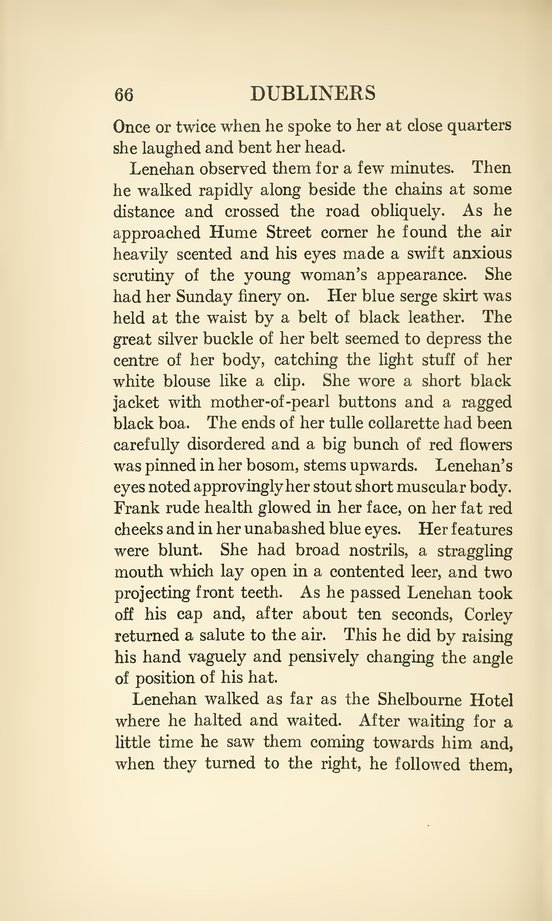 66 DUBLINERS
Once or twice when he spoke to her at close quarters
she laughed and bent her head.
Lenehan observed them for a few minutes. Then
he walked rapidly along beside the chains at some
distance and crossed the road obliquely. As he
approached Hume Street corner he found the air
heavily scented and his eyes made a swift anxious
scrutiny of the young woman's appearance. She
had her Sunday finery on. Her blue serge skirt was
held at the waist by a belt of black leather. The
great silver buckle of her belt seemed to depress the
centre of her body, catching the light stuff of her
white blouse like a clip. She wore a short black
jacket with mother-of-pearl buttons and a ragged
black boa. The ends of her tulle collarette had been
carefully disordered and a big bunch of red flowers
was pinned in her bosom, stems upwards. Lenehan's
eyes noted approvingly her stout short muscular body.
Frank rude health glowed in her face, on her fat red
cheeks and in her unabashed blue eyes. Her features
were blunt. She had broad nostrils, a straggling
mouth which lay open in a contented leer, and two
projecting front teeth. As he passed Lenehan took
off his cap and, after about ten seconds, Corley
returned a salute to the air. This he did by raising
his hand vaguely and pensively changing the angle
of position of his hat.
Lenehan walked as far as the Shelbourne Hotel
where he halted and waited. After waiting for a
little time he saw them coming towards him and,
when they turned to the right, he followed them,